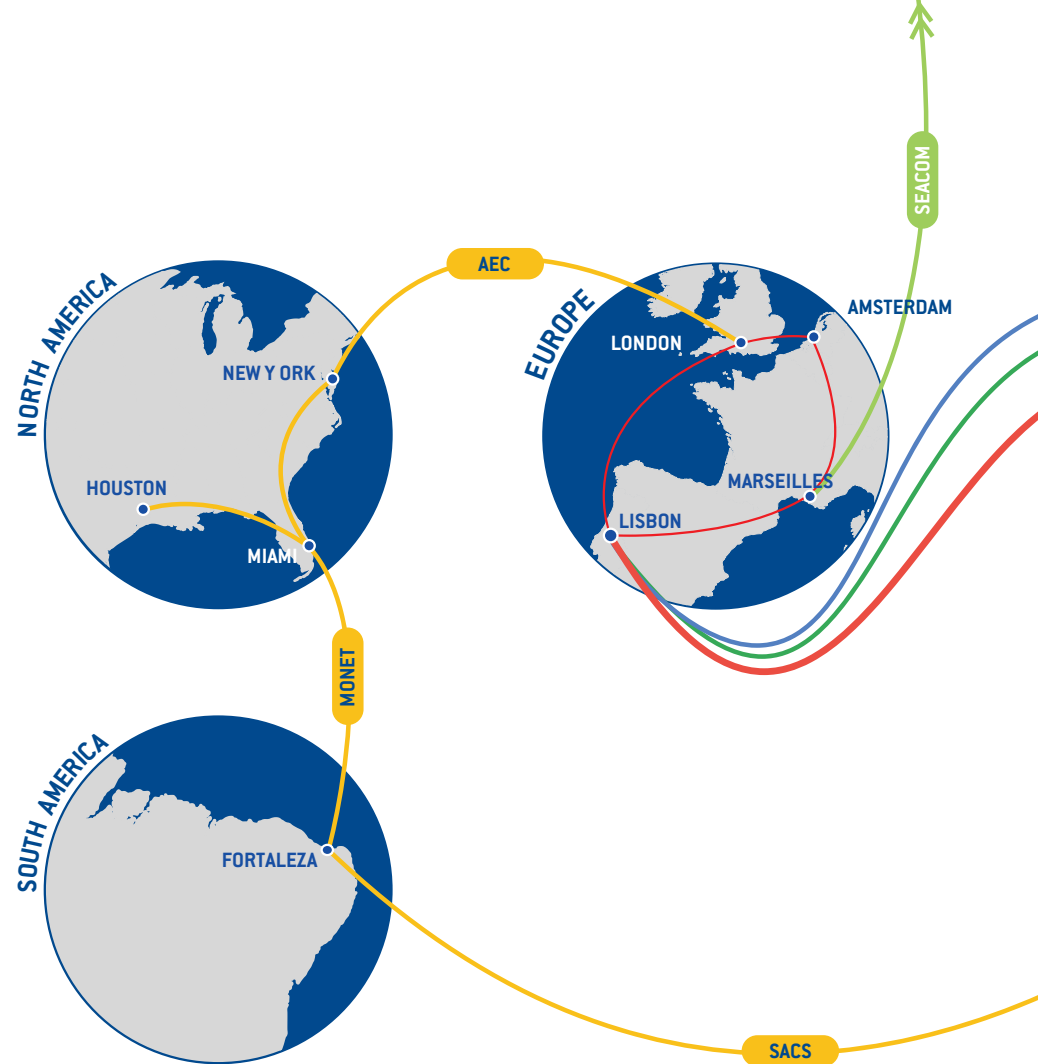 SEACOM
AEC
NORTH AMERICA
EUROPE
AMSTERDAM
LONDON
NEW Y ORK
MARSEILLES
HOUSTON
LISBON
MIAMI
MONET
SOUTH AMERICA
FORTALEZA
SACS